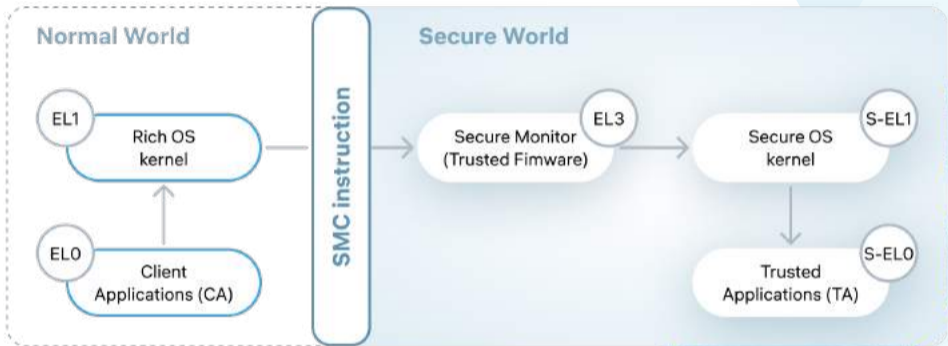 Normal World
Secure World
EL1
Rich OS
kernel
SMC instruction
Secure Monitor
(Trusted Fimware)
EL3
Secure OS
kernel
S-EL1
EL0
Client
Applications (CA)
Trusted
Applications (TA)
S-EL0